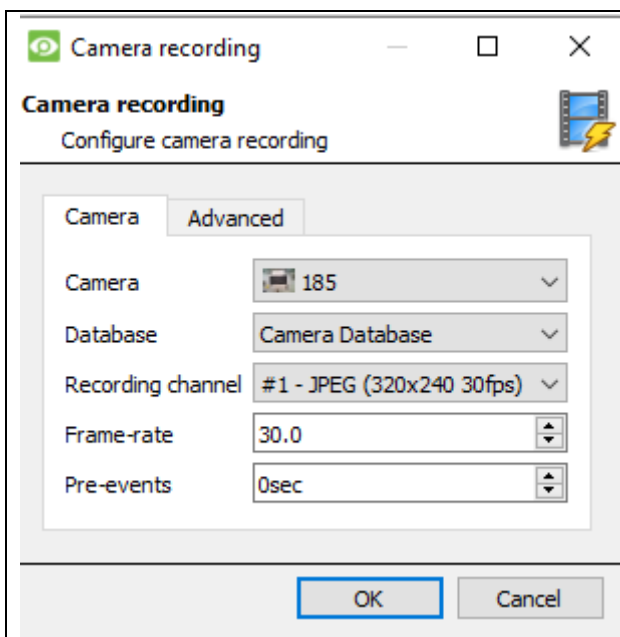 Camera recording
Camera recording
Configure camera recording
Camera Advanced
Camera 185
Database Camera Database
Recording channel #1 - JPEG (320x240 30fps)
Frame-rate 30.0
Pre-events 0sec
OK Cancel